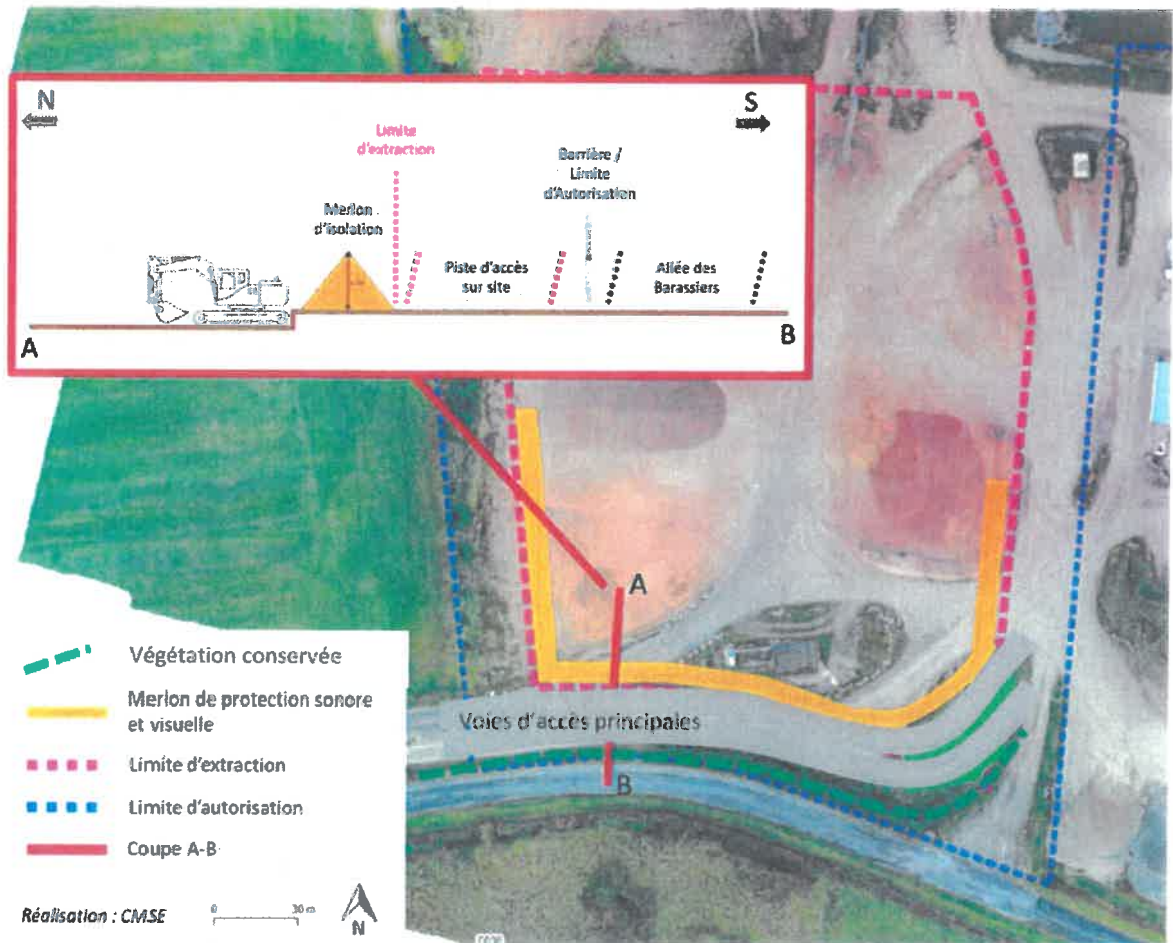 N
S
Limite
d'extraction
Barrière /
Limite
d'Autorisation
Merlon
d'isolation
Piste d'accès
sur site
Allée des
Barassiers
A
B
A
Voies d'accès principales
B
Végétation conservée
Merlon de protection sonore
et visuelle
Limite d'extraction
Limite d'autorisation
Coupe A-B
Réalisation : CMSE
0 30 m
N